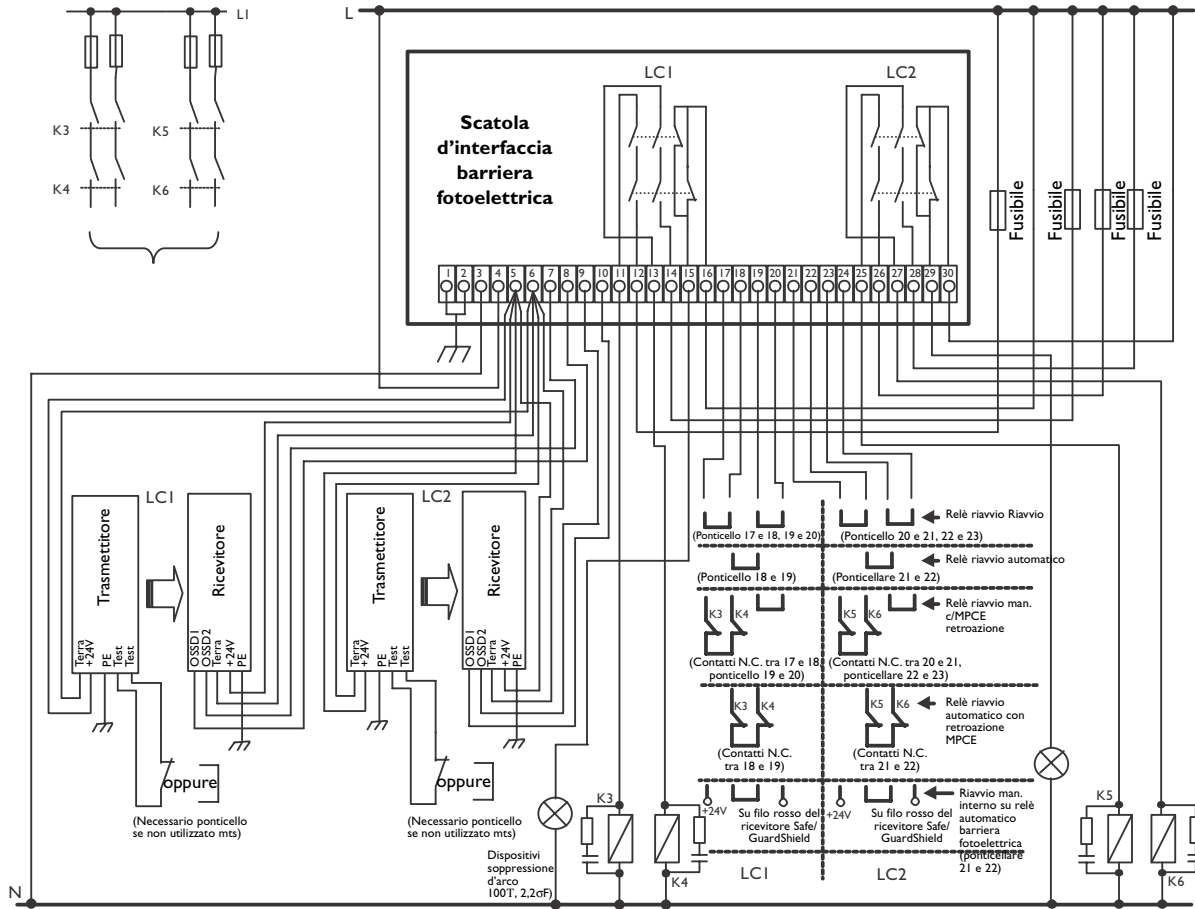 L1
L
K3
K5
K4
K6
LC1
LC2
Scatola
d'interfaccia
barriera
fotoelettrica
Fusibile
Fusibile
Fusibile
Fusibile
1 2 3 4 5 6 7 8 9 10 11 12 13 14 15 16 17 18 19 20 21 22 23 24 25 26 27 28 29 30
LC1
LC2
Trasmettitore
Ricevitore
Trasmettitore
Ricevitore
Terra
+24V
PE
Test
Test
OSSD1
OSSD2
Terra
+24V
PE
Terra
+24V
PE
Test
Test
OSSD1
OSSD2
Terra
+24V
PE
oppure
oppure
(Necessario ponticello
se non utilizzato mts)
(Necessario ponticello
se non utilizzato mts)
Relè riavvio Riavvio
(Ponticello 17 e 18, 19 e 20)
(Ponticello 20 e 21, 22 e 23)
Relè riavvio automatico
(Ponticello 18 e 19)
(Ponticellare 21 e 22)
K3
K4
K5
K6
Relè riavvio man.
c/MPCE
retroazione
(Contatti N.C. tra 17 e 18,
ponticello 19 e 20)
(Contatti N.C. tra 20 e 21,
ponticellare 22 e 23)
K3
K4
K5
K6
Relè riavvio
automatico con
retroazione
MPCE
(Contatti N.C.
tra 18 e 19)
(Contatti N.C.
tra 21 e 22)
+24V
Su filo rosso del
ricevitore Safe/
GuardShield
+24V
Su filo rosso del
ricevitore Safe/
GuardShield
Riavvio man.
interno su relè
automatico
barriera
fotoelettrica
(ponticellare
21 e 22)
LC1
LC2
K3
K4
K5
K6
Dispositivi
soppressione
d'arco
100T, 2,2σF)
N